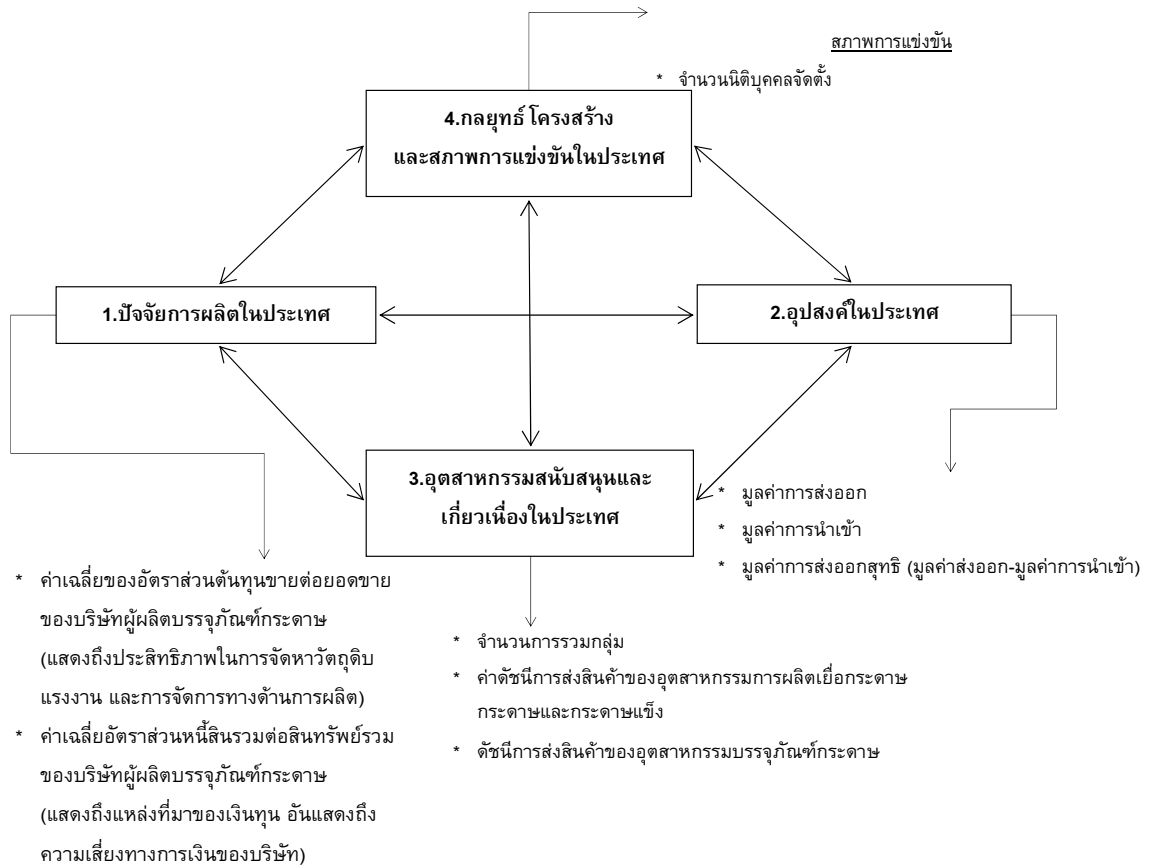 สภาพการแข่งขัน
* จำนวนนิติบุคคลจัดตั้ง
4.กลยุทธ์ โครงสร้าง
และสภาพการแข่งขันในประเทศ
1.ปัจจัยการผลิตในประเทศ
2.อุปสงค์ในประเทศ
3.อุตสาหกรรมสนับสนุนและ
เกี่ยวเนื่องในประเทศ
* มูลค่าการส่งออก
* มูลค่าการนำเข้า
* มูลค่าการส่งออกสุทธิ (มูลค่าส่งออก-มูลค่าการนำเข้า)
* ค่าเฉลี่ยของอัตราส่วนต้นทุนขายต่อยอดขาย
ของบริษัทผู้ผลิตบรรจุภัณฑ์กระดาษ
(แสดงถึงประสิทธิภาพในการจัดหาวัตถุดิบ
แรงงาน และการจัดการทางด้านการผลิต)
* ค่าเฉลี่ยอัตราส่วนหนี้สินรวมต่อสินทรัพย์รวม
ของบริษัทผู้ผลิตบรรจุภัณฑ์กระดาษ
(แสดงถึงแหล่งที่มาของเงินทุน อันแสดงถึง
ความเสี่ยงทางการเงินของบริษัท)
* จำนวนการรวมกลุ่ม
* ค่าดัชนีการส่งสินค้าของอุตสาหกรรมการผลิตเยื่อกระดาษ
กระดาษและกระดาษแข็ง
* ดัชนีการส่งสินค้าของอุตสาหกรรมบรรจุภัณฑ์กระดาษ